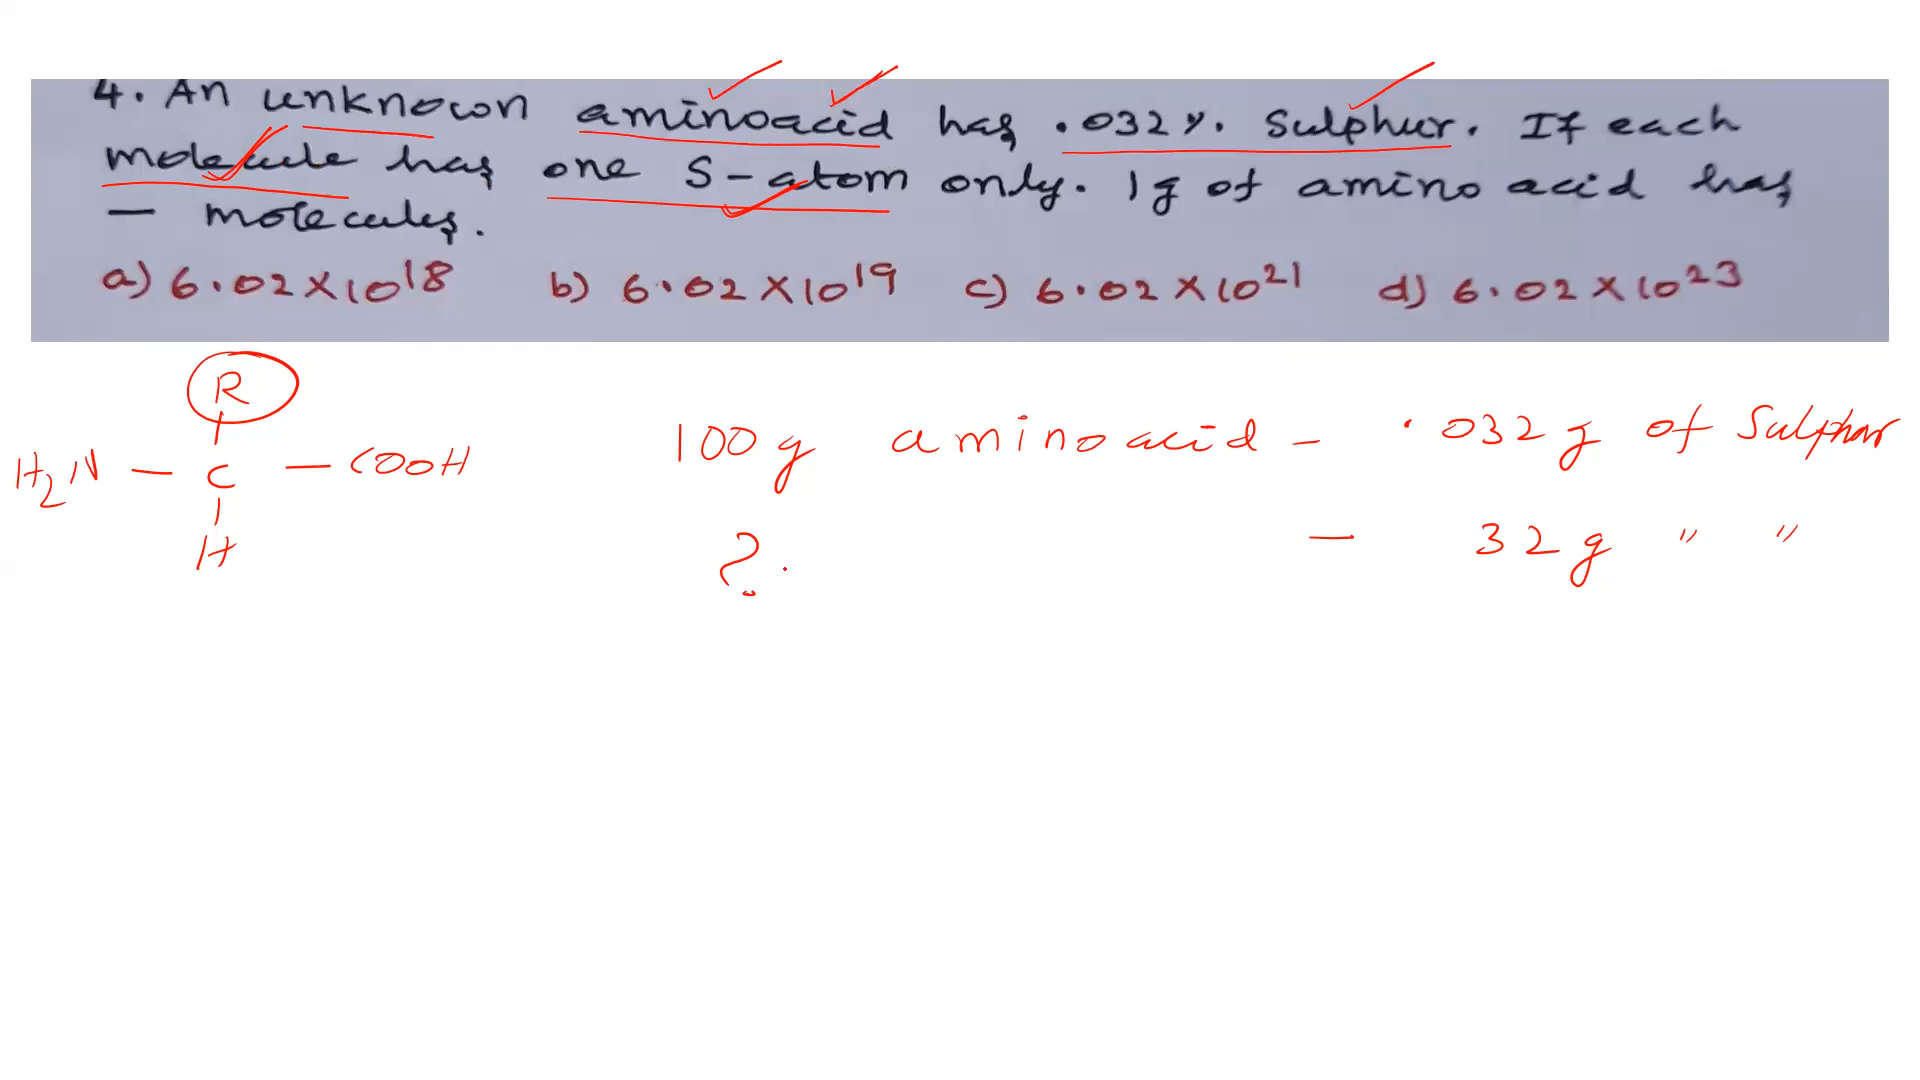 4. An unknown aminoacid has .032%. Sulphur. If each
molecule has one S-atom only. 1g of amino acid has
— molecules.
a) 6.02×10^18 b) 6.02×10^19 c) 6.02×10^21 d) 6.02×10^23
R
H₂N — C — COOH
H
100g aminoacid - .032g of Sulphur
? — 32g " "